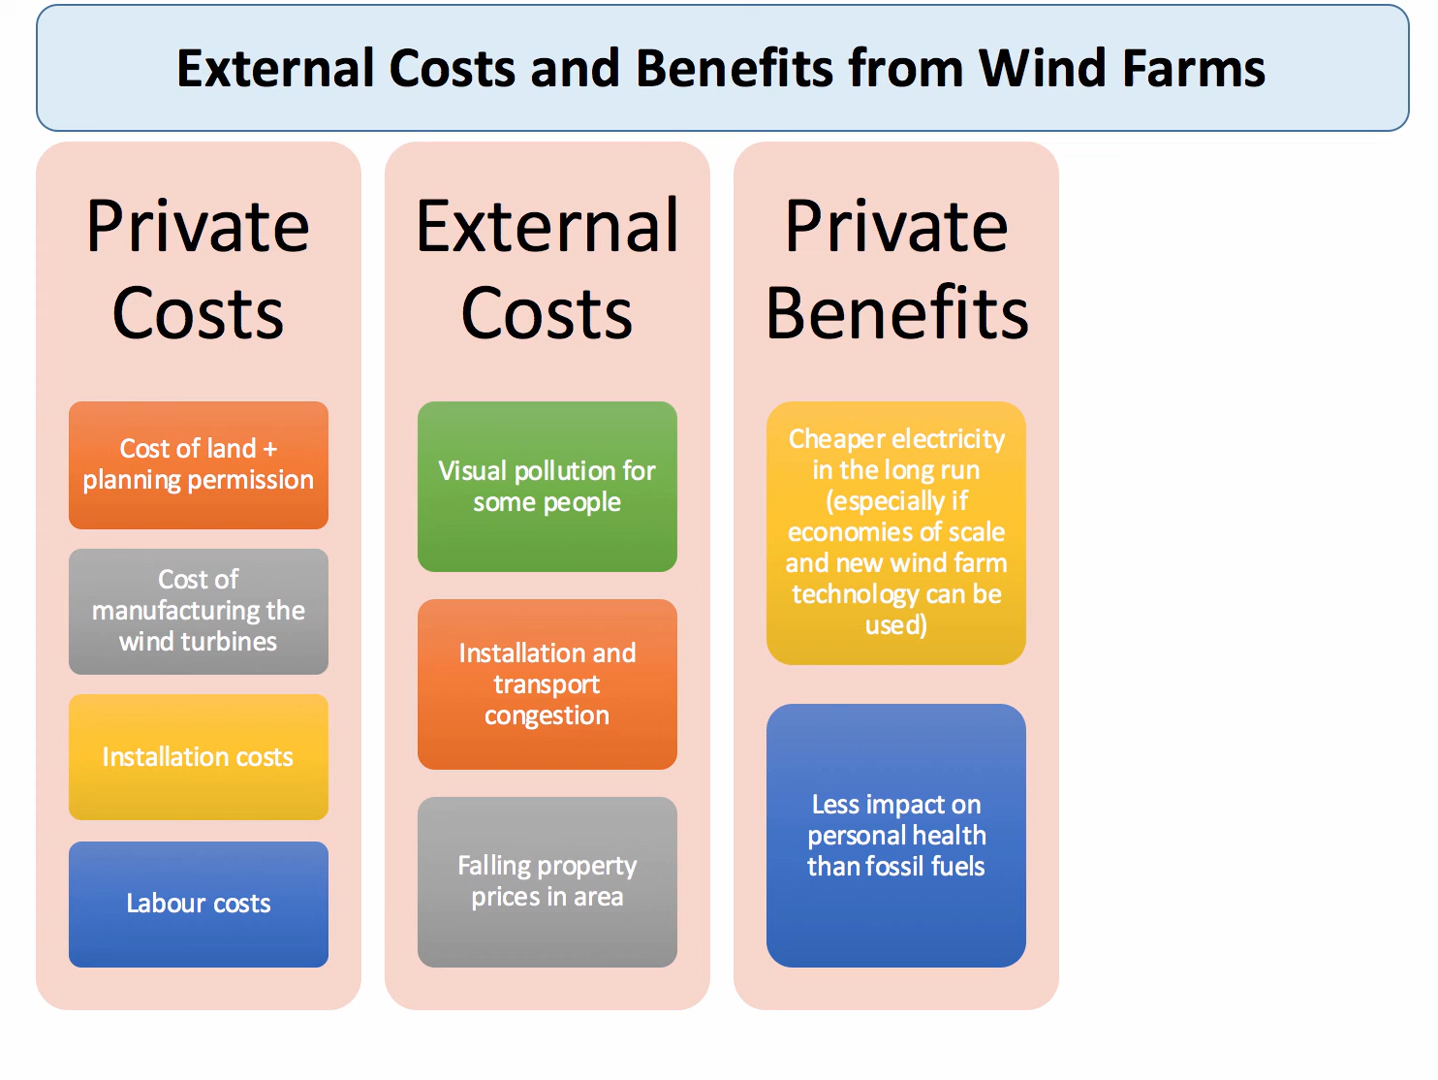 External Costs and Benefits from Wind Farms
Private
Costs
Cost of land +
planning permission
Cost of
manufacturing the
wind turbines
Installation costs
Labour costs
External
Costs
Visual pollution for
some people
Installation and
transport
congestion
Falling property
prices in area
Private
Benefits
Cheaper electricity
in the long run
(especially if
economies of scale
and new wind farm
technology can be
used)
Less impact on
personal health
than fossil fuels